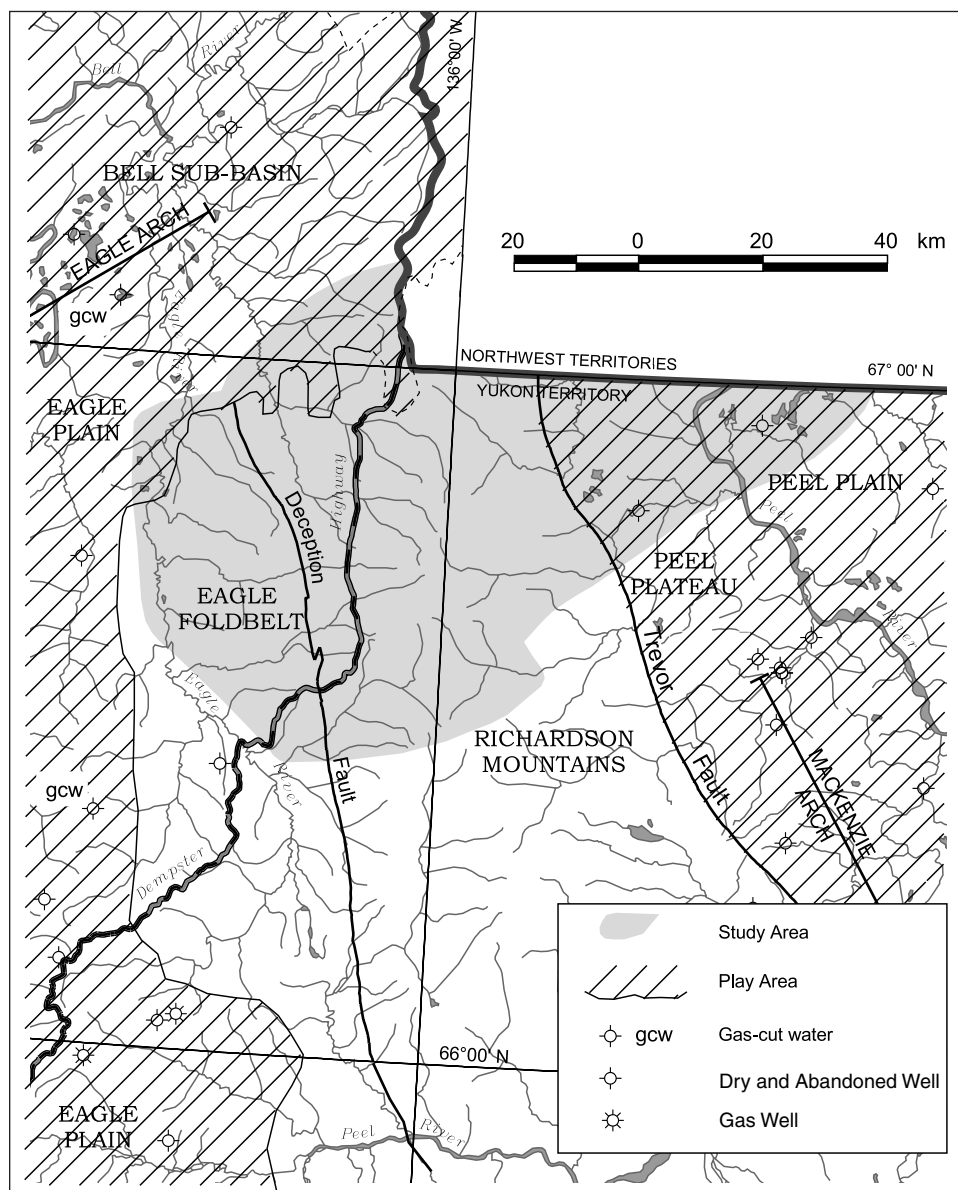 River
Bell
136°00' W
BELL SUB-BASIN
EAGLE ARCH
20 0 20 40 km
gcw
Eagle
River
NORTHWEST TERRITORIES
67° 00' N
YUKON TERRITORY
EAGLE
PLAIN
Highway
Deception
PEEL PLAIN
Peel
PEEL
PLATEAU
EAGLE
FOLDBELT
River
Trevor
Eagle
RICHARDSON
MOUNTAINS
River
Fault
Fault
MACKENZIE
ARCH
gcw
Dempster
Study Area
Play Area
gcw Gas-cut water
Dry and Abandoned Well
Gas Well
66°00' N
EAGLE
PLAIN
Peel
River